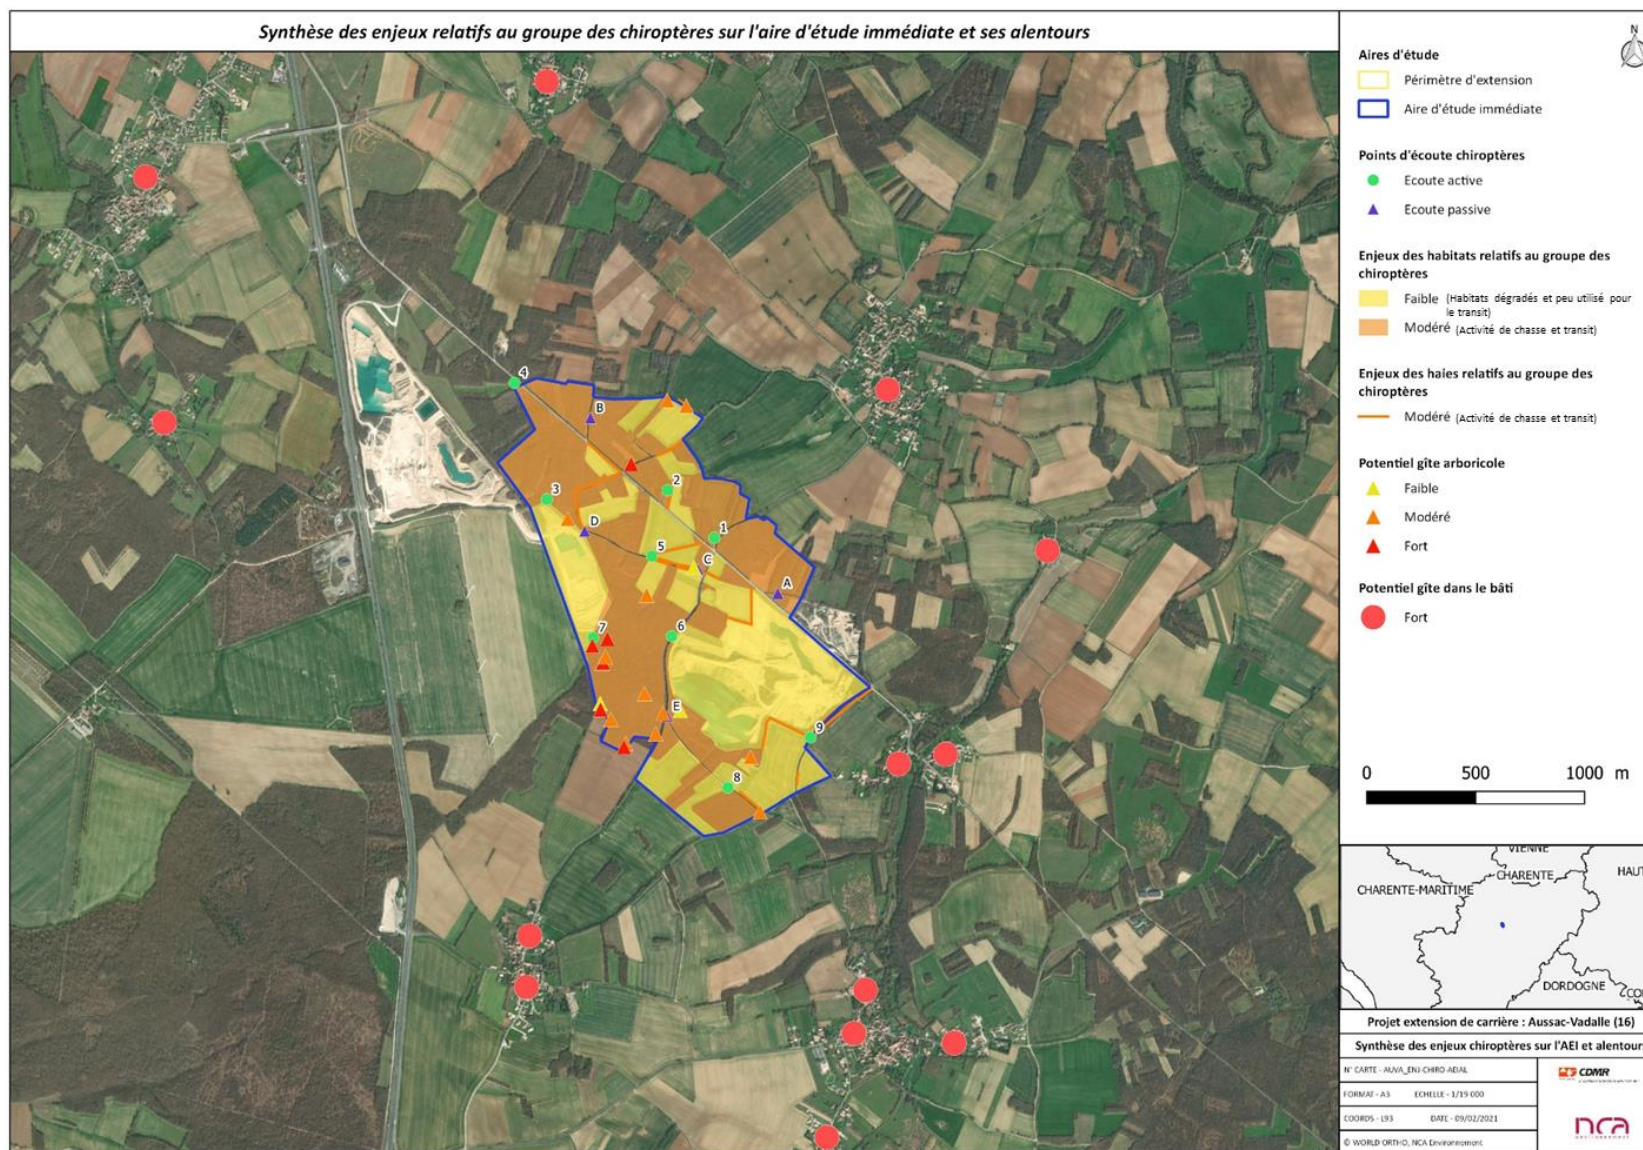 Synthèse des enjeux relatifs au groupe des chiroptères sur l'aire d'étude immédiate et ses alentours
N
Aires d'étude
Périmètre d'extension
Aire d'étude immédiate
Points d'écoute chiroptères
Ecoute active
Ecoute passive
Enjeux des habitats relatifs au groupe des
chiroptères
Faible (Habitats dégradés et peu utilisé pour
le transit)
Modéré (Activité de chasse et transit)
Enjeux des haies relatifs au groupe des
chiroptères
Modéré (Activité de chasse et transit)
Potentiel gîte arboricole
Faible
Modéré
Fort
Potentiel gîte dans le bâti
Fort
4
B
3
2
D
1
5
C
A
7
6
E
9
8
0 500 1000 m
VIENNE
CHARENTE
HAUT
CHARENTE-MARITIME
DORDOGNE
Projet extension de carrière : Aussac-Vadalle (16)
Synthèse des enjeux chiroptères sur l'AEI et alentours
N° CARTE - AUVA_ENJ-CHIRO-AEIAL
FORMAT - A3 ECHELLE - 1/19 000
COORDS - L93 DATE - 09/02/2021
© WORLD ORTHO, NCA Environnement
CDMR
nca
environnement